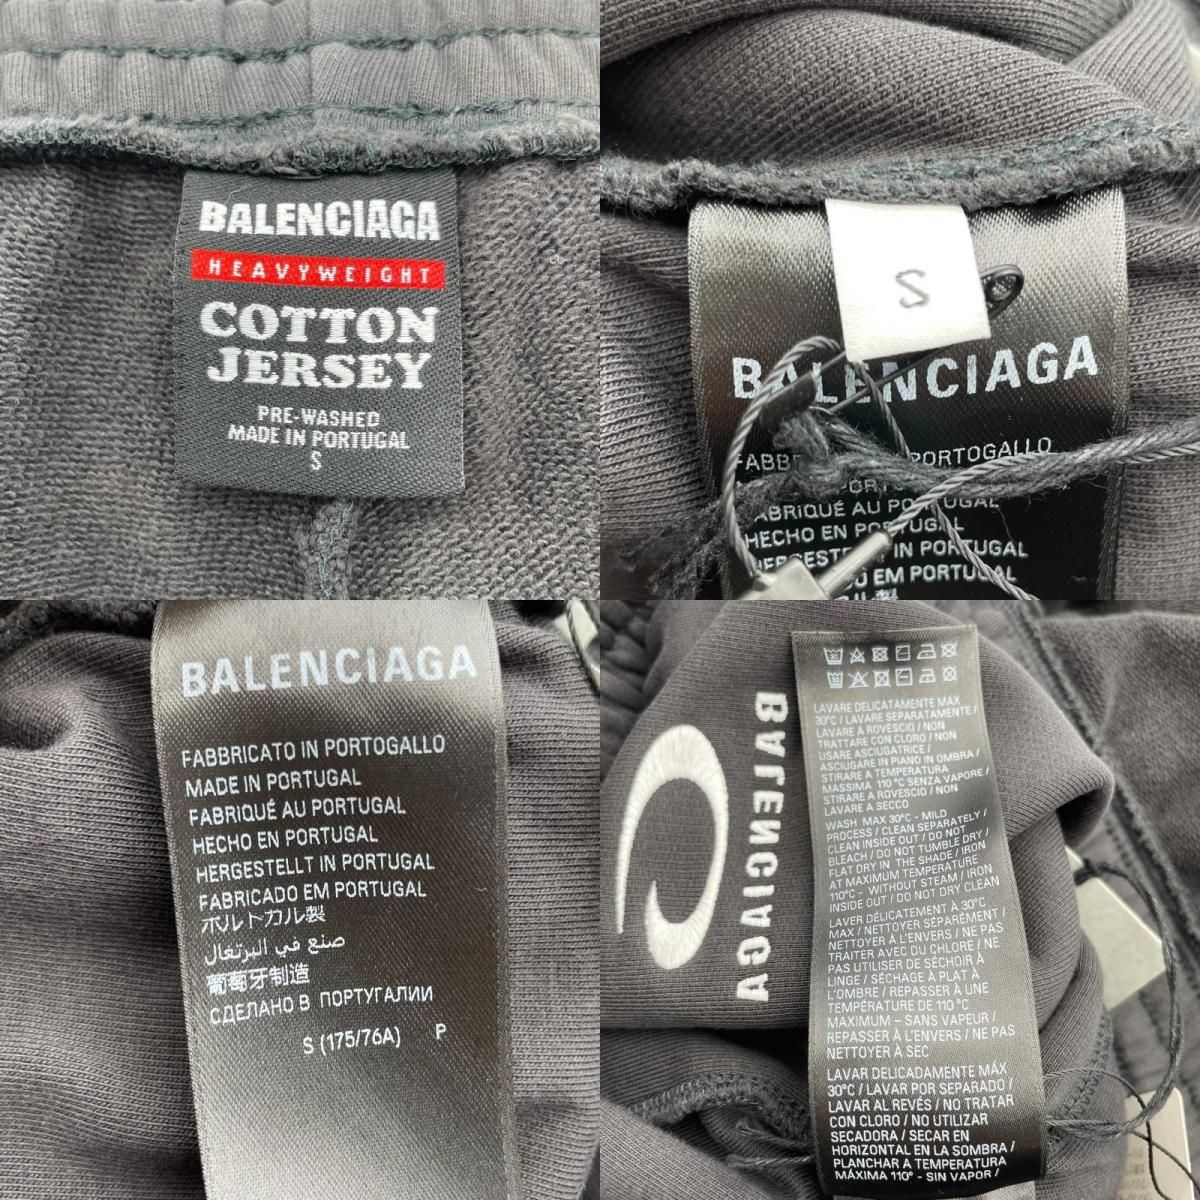 BALENCIAGA
HEAVYWEIGHT
COTTON
JERSEY
PRE-WASHED
MADE IN PORTUGAL
S
S
BALENCIAGA
PORTOGALLO
AU PORTUGAL
HECHO EN PORTUGAL
IN PORTUGAL
EM PORTUGAL
BALENCIAGA
FABBRICATO IN PORTOGALLO
MADE IN PORTUGAL
FABRIQUÉ AU PORTUGAL
HECHO EN PORTUGAL
HERGESTELLT IN PORTUGAL
FABRICADO EM PORTUGAL
ポルトガル製
صنع في البرتغال
葡萄牙制造
СДЕЛАНО В ПОРТУГАЛИИ
S (175/76A) P
BALENCIAGA
LAVARE DELICATAMENTE MAX
30°C / LAVARE SEPARATAMENTE /
LAVARE A ROVESCIO / NON
TRATTARE CON CLORO / NON
USARE ASCIUGATRICE /
ASCIUGARE IN PIANO IN OMBRA /
STIRARE A TEMPERATURA
MASSIMA 110°C SENZA VAPORE /
STIRARE A ROVESCIO / NON
LAVARE A SECCO
WASH MAX 30°C - MILD
PROCESS / CLEAN SEPARATELY /
CLEAN INSIDE OUT / DO NOT
BLEACH / DO NOT TUMBLE DRY /
FLAT DRY IN THE SHADE / IRON
AT MAXIMUM TEMPERATURE
110°C - WITHOUT STEAM / IRON
INSIDE OUT / DO NOT DRY CLEAN
LAVER DÉLICATEMENT À 30°C
MAX / NETTOYER SÉPARÉMENT /
NETTOYER À L'ENVERS / NE PAS
TRAITER AVEC DU CHLORE / NE
PAS UTILISER DE SÉCHOIR À
LINGE / SÉCHAGE À PLAT À
L'OMBRE / REPASSER À UNE
TEMPÉRATURE DE 110 °C
MAXIMUM – SANS VAPEUR /
REPASSER À L'ENVERS / NE PAS
NETTOYER À SEC
LAVAR DELICADAMENTE MÁX
30°C / LAVAR POR SEPARADO /
LAVAR AL REVÉS / NO TRATAR
CON CLORO / NO UTILIZAR
SECADORA / SECAR EN
HORIZONTAL EN LA SOMBRA /
PLANCHAR A TEMPERATURA
MÁXIMA 110° - SIN VAPOR /